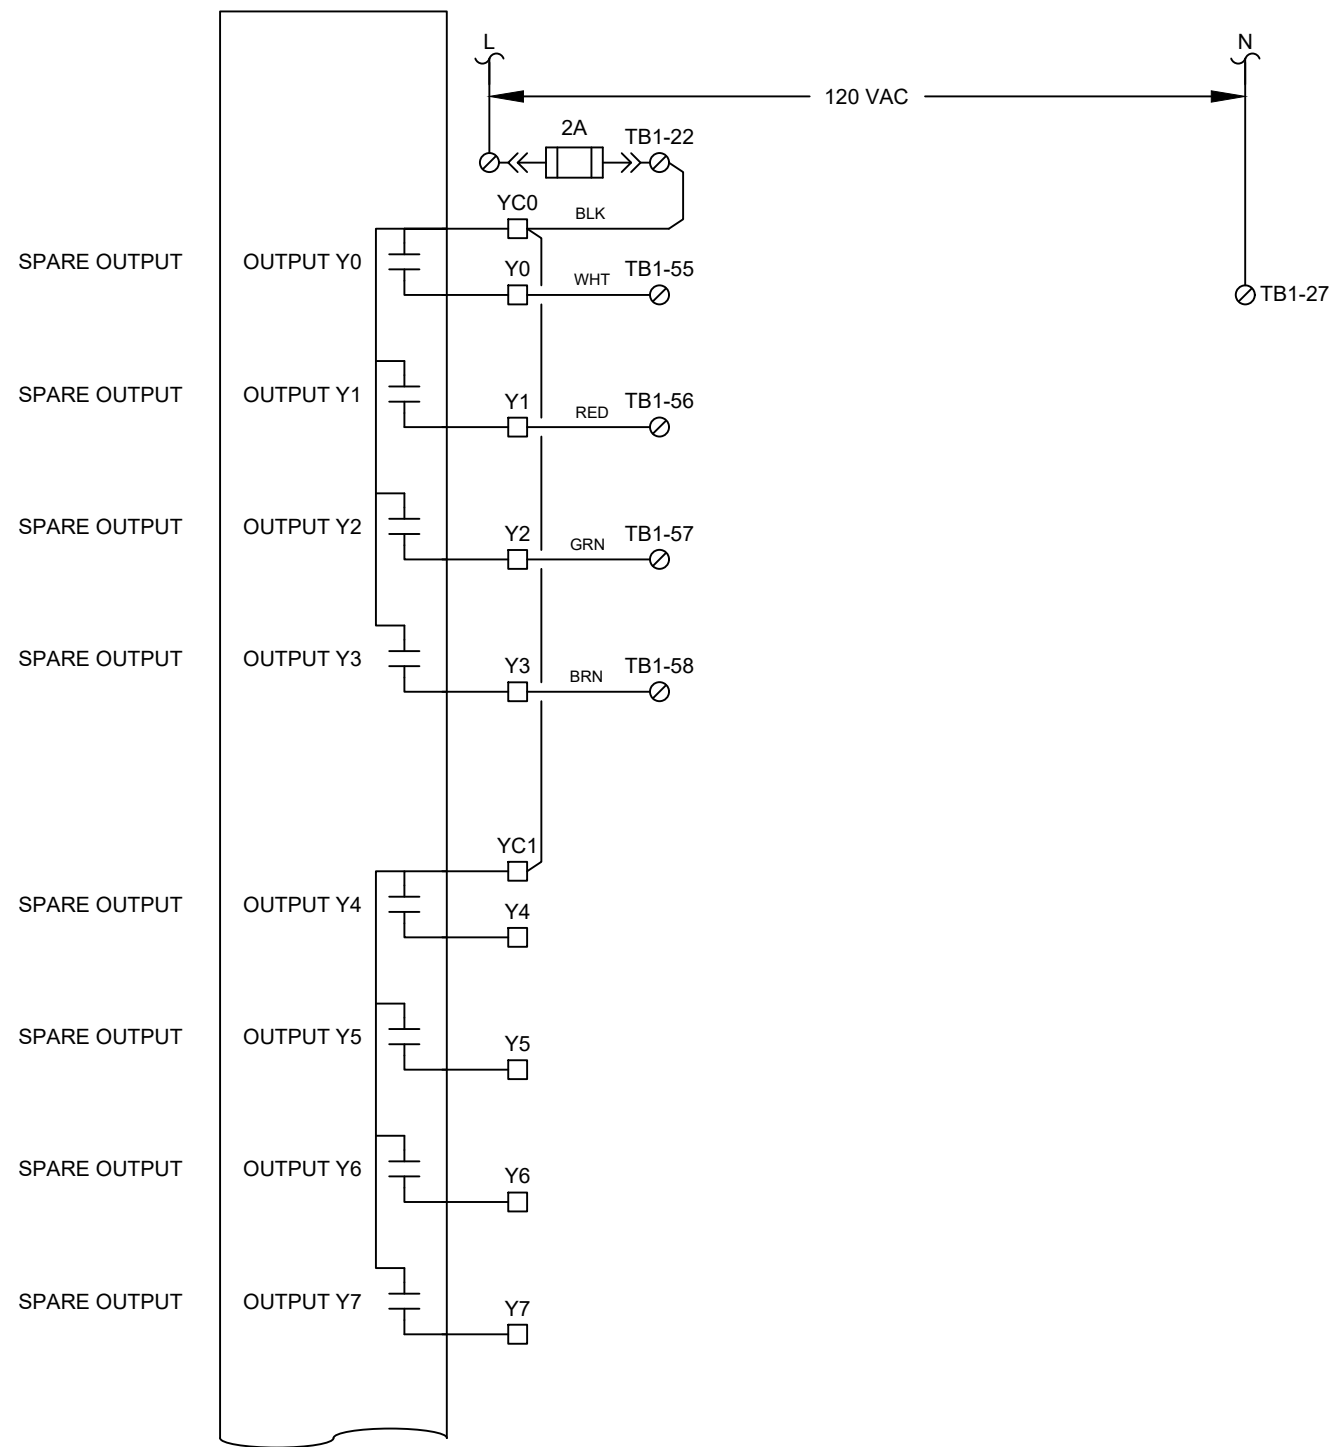 L
N
120 VAC
2A
TB1-22
YC0
BLK
SPARE OUTPUT
OUTPUT Y0
Y0
WHT
TB1-55
TB1-27
SPARE OUTPUT
OUTPUT Y1
Y1
RED
TB1-56
SPARE OUTPUT
OUTPUT Y2
Y2
GRN
TB1-57
SPARE OUTPUT
OUTPUT Y3
Y3
BRN
TB1-58
YC1
SPARE OUTPUT
OUTPUT Y4
Y4
SPARE OUTPUT
OUTPUT Y5
Y5
SPARE OUTPUT
OUTPUT Y6
Y6
SPARE OUTPUT
OUTPUT Y7
Y7